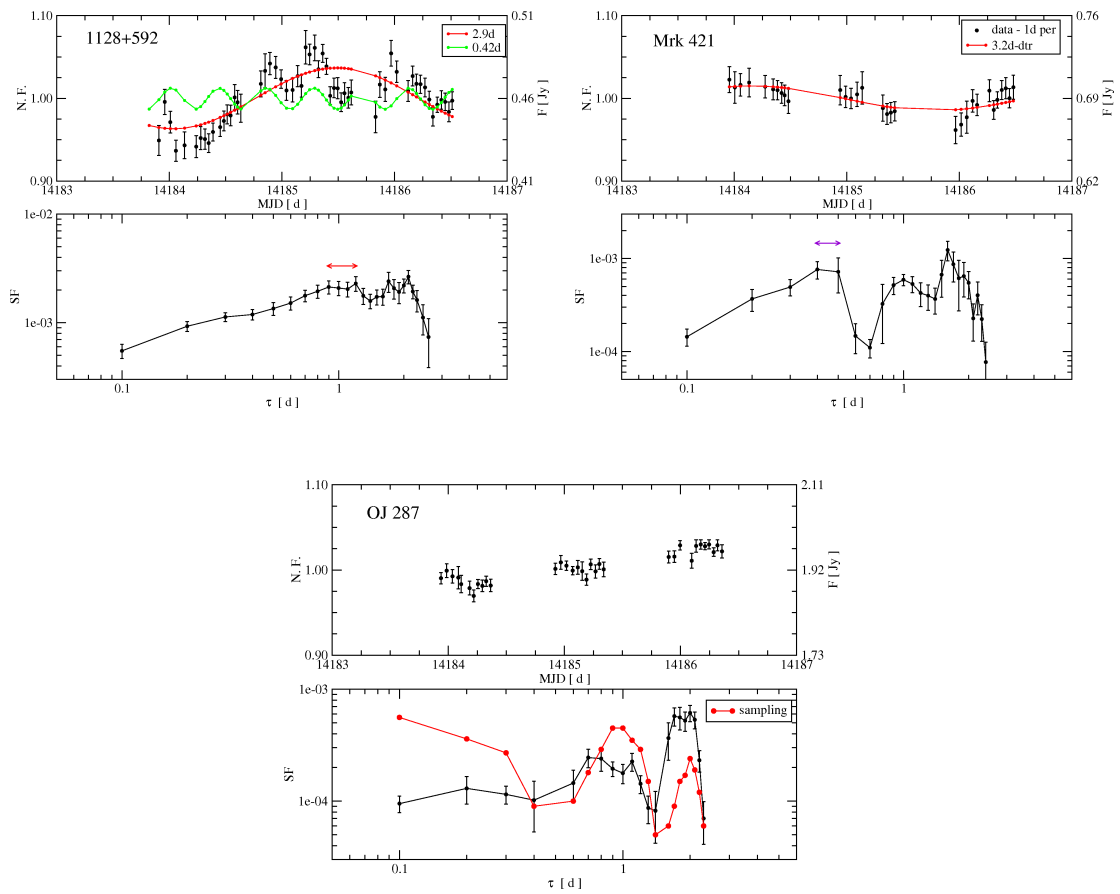 1128+592
2.9d
0.42d
1.10
1.00
0.90
N. F.
0.51
0.46
0.41
F [ Jy ]
14183 14184 14185 14186 14187
MJD [ d ]
1e-02
1e-03
SF
0.1 1
τ [ d ]
Mrk 421
data - 1d per
3.2d-dtr
1.10
1.00
0.90
N. F.
0.76
0.69
0.62
F [ Jy ]
14183 14184 14185 14186 14187
MJD [ d ]
1e-03
1e-04
SF
0.1 1
τ [ d ]
OJ 287
1.10
1.00
0.90
N. F.
2.11
1.92
1.73
F [ Jy ]
14183 14184 14185 14186 14187
MJD [ d ]
sampling
1e-03
1e-04
SF
0.1 1
τ [ d ]